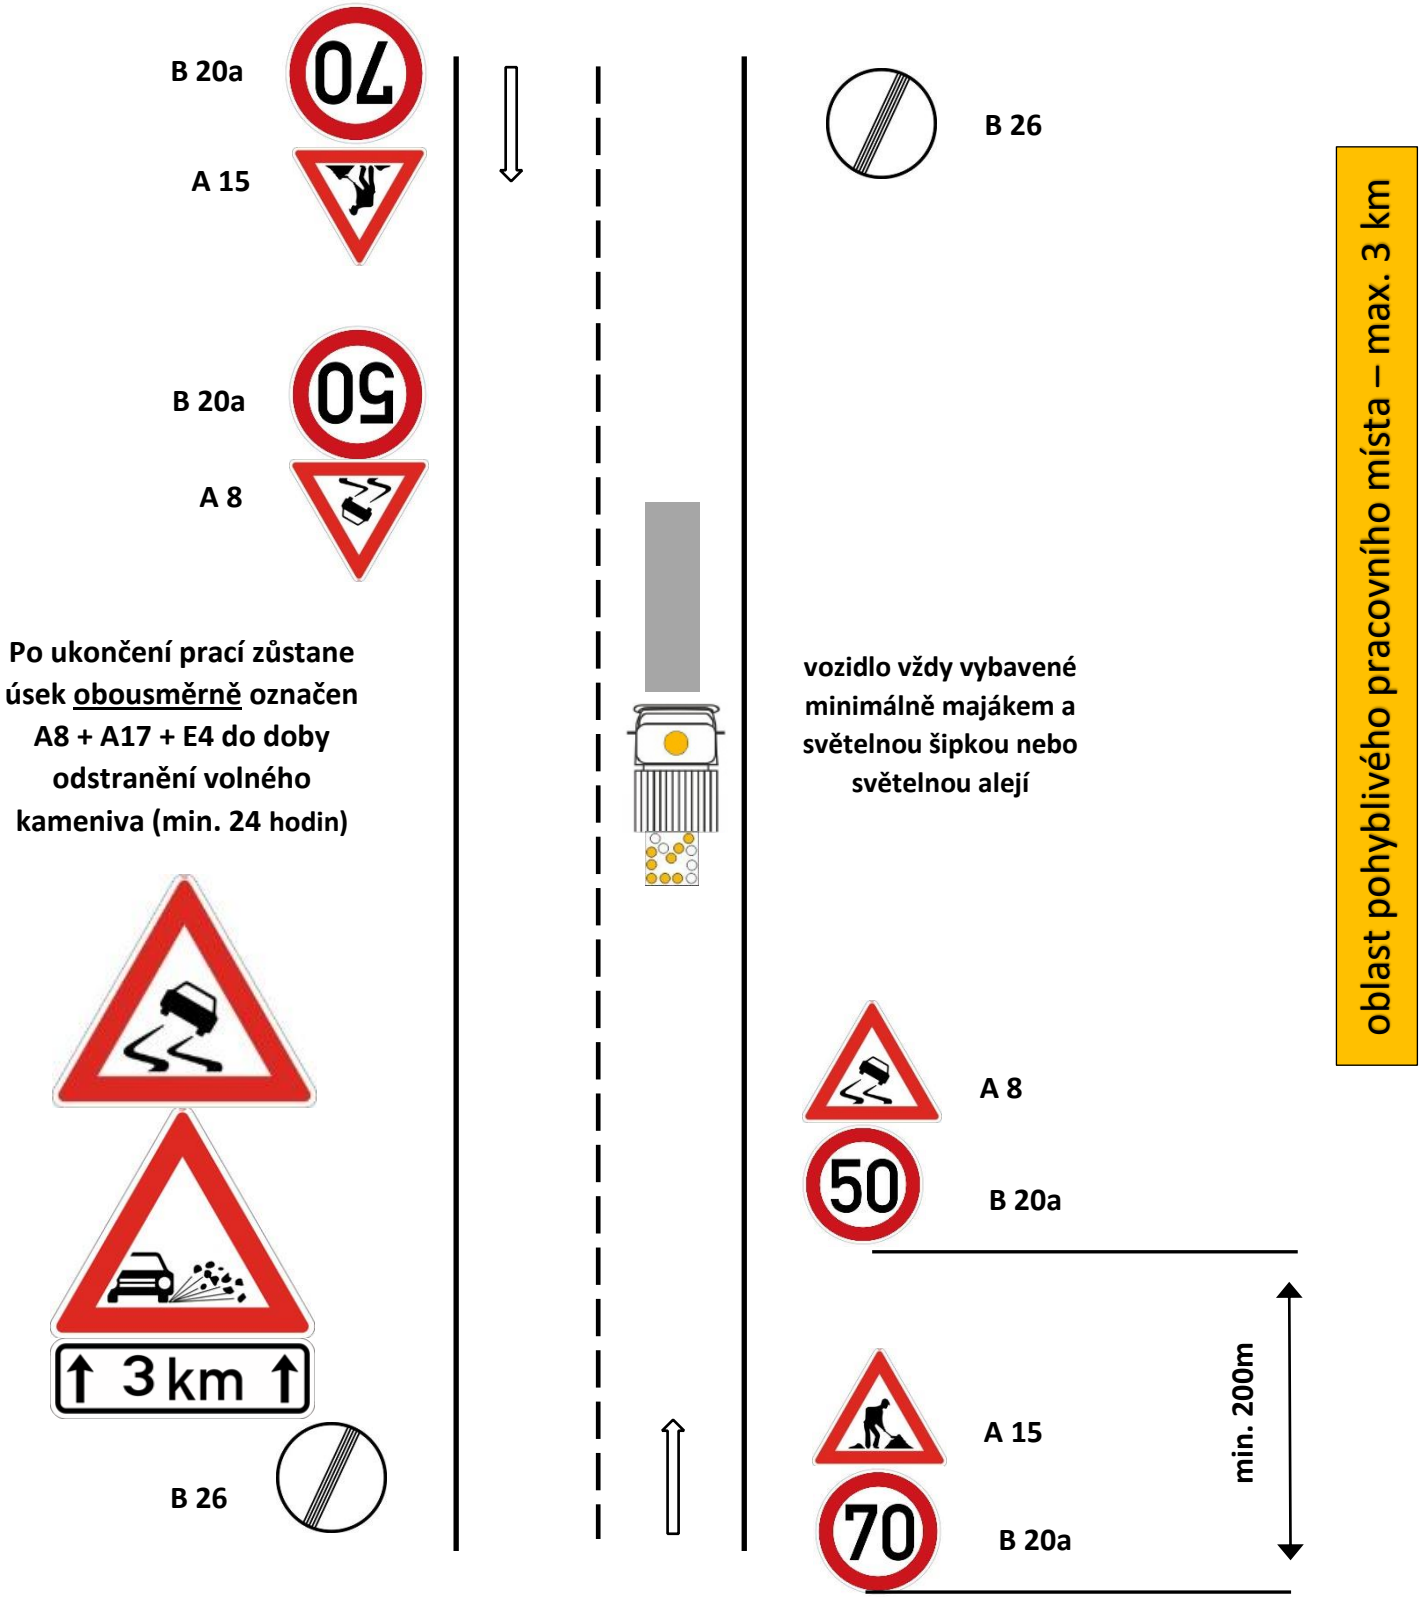 70
B 20a
B 26
A 15
50
B 20a
A 8
Po ukončení prací zůstane
úsek obousměrně označen
A8 + A17 + E4 do doby
odstranění volného
kameniva (min. 24 hodin)
vozidlo vždy vybavené
minimálně majákem a
světelnou šipkou nebo
světelnou alejí
oblast pohyblivého pracovního místa – max. 3 km
A 8
50
B 20a
3 km
min. 200m
A 15
B 26
70
B 20a